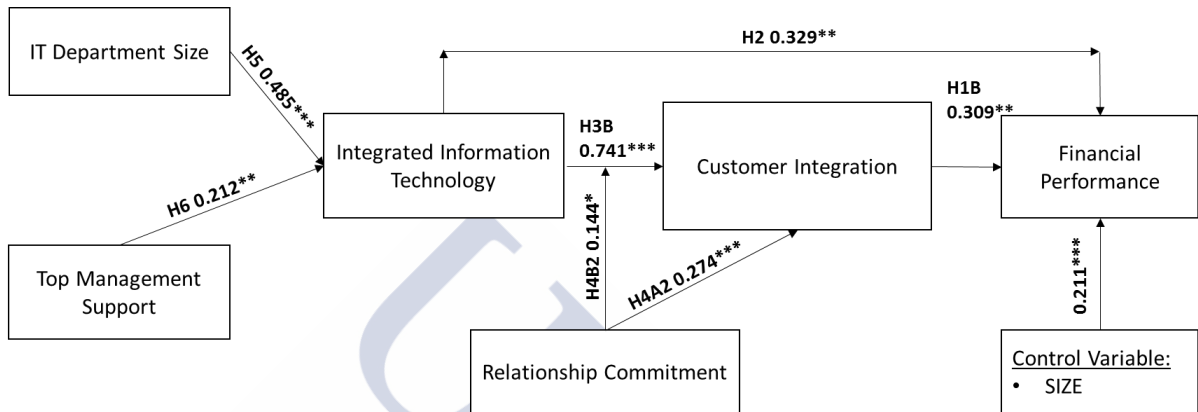 IT Department Size
H5 0.485***
H2 0.329**
H1B
0.309**
H3B
0.741***
Integrated Information
Technology
Customer Integration
Financial
Performance
H6 0.212**
Top Management
Support
H4B2 0.144*
H4A2 0.274***
0.211***
Relationship Commitment
Control Variable:
• SIZE